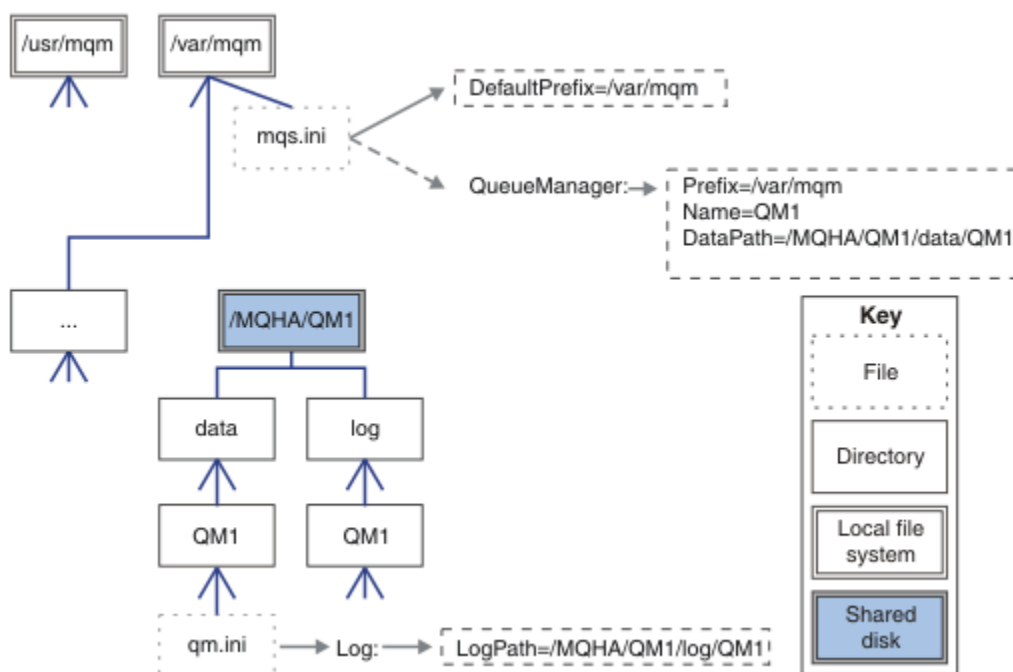 /usr/mqm
/var/mqm
DefaultPrefix=/var/mqm
mqs.ini
QueueManager:
Prefix=/var/mqm
Name=QM1
DataPath=/MQHA/QM1/data/QM1
...
/MQHA/QM1
data
log
QM1
QM1
qm.ini
Log:
LogPath=/MQHA/QM1/log/QM1
Key
File
Directory
Local file
system
Shared
disk